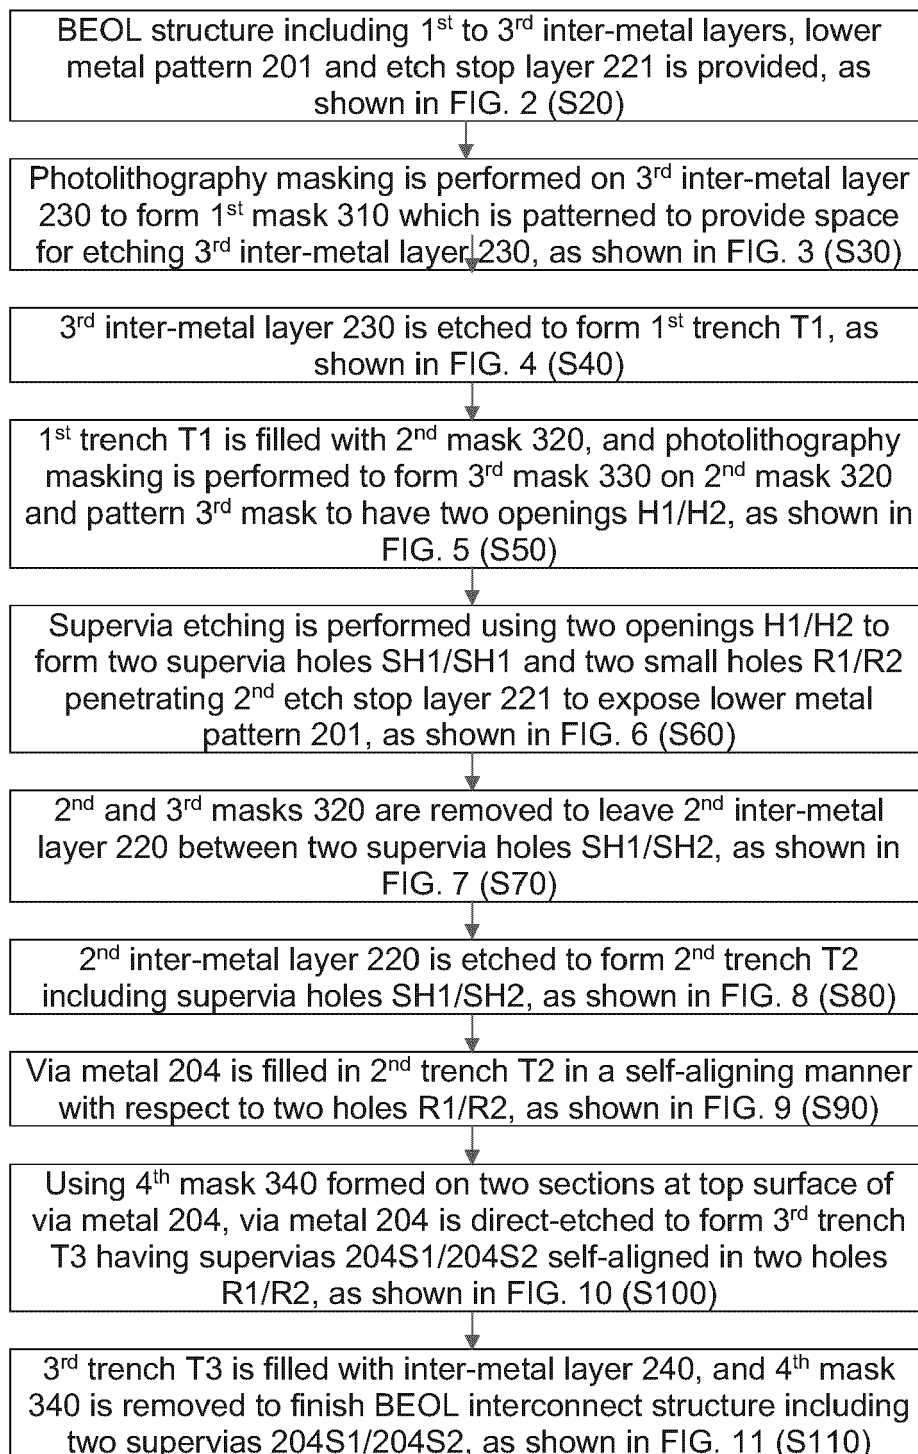 BEOL structure including 1st to 3rd inter-metal layers, lower
metal pattern 201 and etch stop layer 221 is provided, as
shown in FIG. 2 (S20)
Photolithography masking is performed on 3rd inter-metal layer
230 to form 1st mask 310 which is patterned to provide space
for etching 3rd inter-metal layer 230, as shown in FIG. 3 (S30)
3rd inter-metal layer 230 is etched to form 1st trench T1, as
shown in FIG. 4 (S40)
1st trench T1 is filled with 2nd mask 320, and photolithography
masking is performed to form 3rd mask 330 on 2nd mask 320
and pattern 3rd mask to have two openings H1/H2, as shown in
FIG. 5 (S50)
Supervia etching is performed using two openings H1/H2 to
form two supervia holes SH1/SH1 and two small holes R1/R2
penetrating 2nd etch stop layer 221 to expose lower metal
pattern 201, as shown in FIG. 6 (S60)
2nd and 3rd masks 320 are removed to leave 2nd inter-metal
layer 220 between two supervia holes SH1/SH2, as shown in
FIG. 7 (S70)
2nd inter-metal layer 220 is etched to form 2nd trench T2
including supervia holes SH1/SH2, as shown in FIG. 8 (S80)
Via metal 204 is filled in 2nd trench T2 in a self-aligning manner
with respect to two holes R1/R2, as shown in FIG. 9 (S90)
Using 4th mask 340 formed on two sections at top surface of
via metal 204, via metal 204 is direct-etched to form 3rd trench
T3 having supervias 204S1/204S2 self-aligned in two holes
R1/R2, as shown in FIG. 10 (S100)
3rd trench T3 is filled with inter-metal layer 240, and 4th mask
340 is removed to finish BEOL interconnect structure including
two supervias 204S1/204S2, as shown in FIG. 11 (S110)